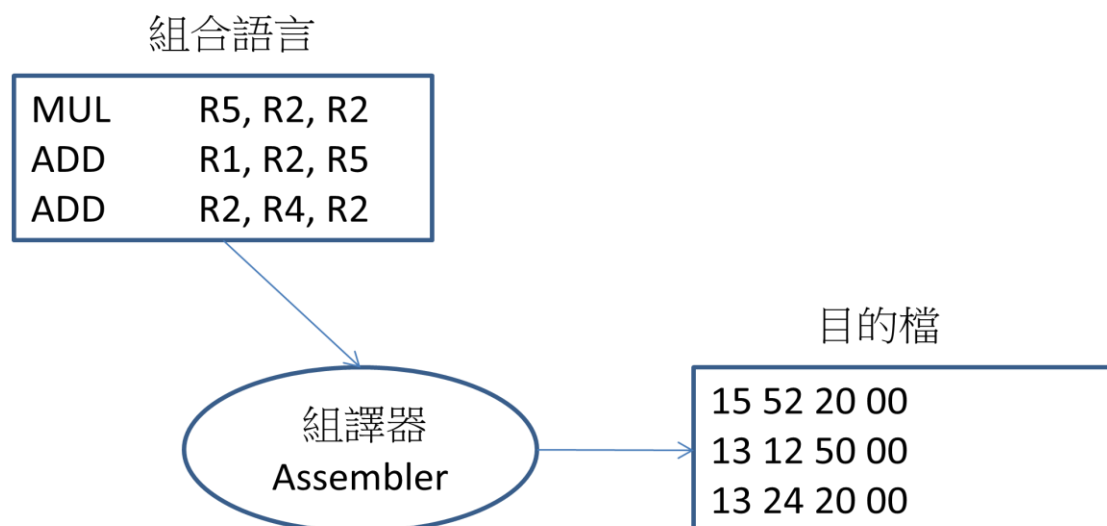 組合語言
MUL R5, R2, R2
ADD R1, R2, R5
ADD R2, R4, R2
組譯器
Assembler
目的檔
15 52 20 00
13 12 50 00
13 24 20 00